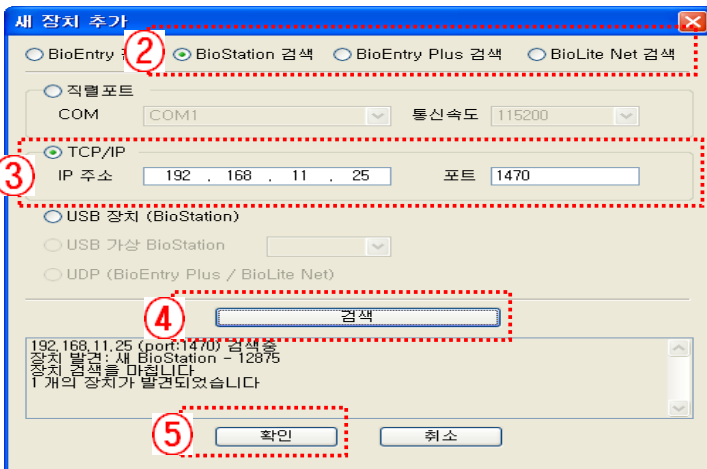 새 장치 추가
BioEntry ② BioStation 검색 BioEntry Plus 검색 BioLite Net 검색
직렬포트
COM COM1 통신속도 115200
③ TCP/IP
IP 주소 192 . 168 . 11 . 25 포트 1470
USB 장치 (BioStation)
USB 가상 BioStation
UDP (BioEntry Plus / BioLite Net)
④ 검색
192.168.11.25 (port:1470) 검색중
장치 발견: 새 BioStation - 12875
장치 검색을 마칩니다
1 개의 장치가 발견되었습니다
⑤ 확인 취소